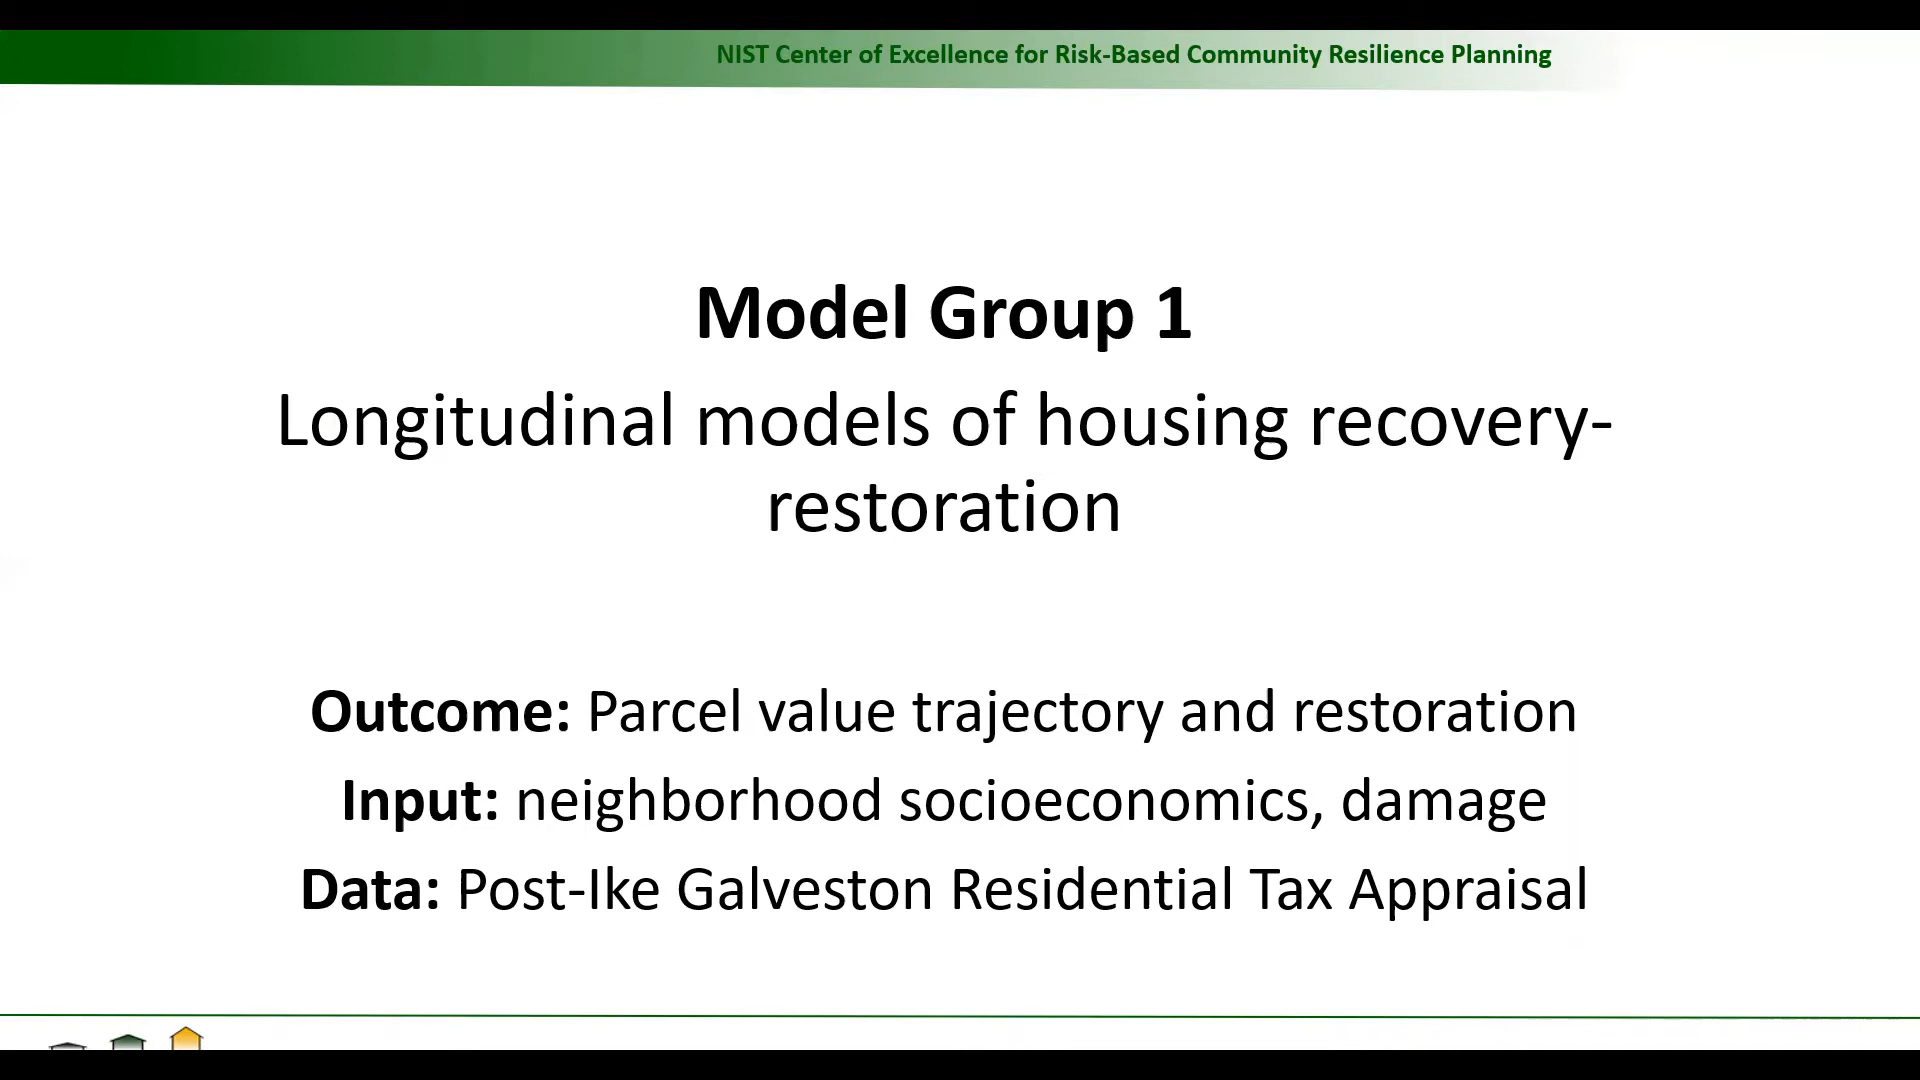 NIST Center of Excellence for Risk-Based Community Resilience Planning
Model Group 1
Longitudinal models of housing recovery-
restoration
Outcome: Parcel value trajectory and restoration
Input: neighborhood socioeconomics, damage
Data: Post-Ike Galveston Residential Tax Appraisal